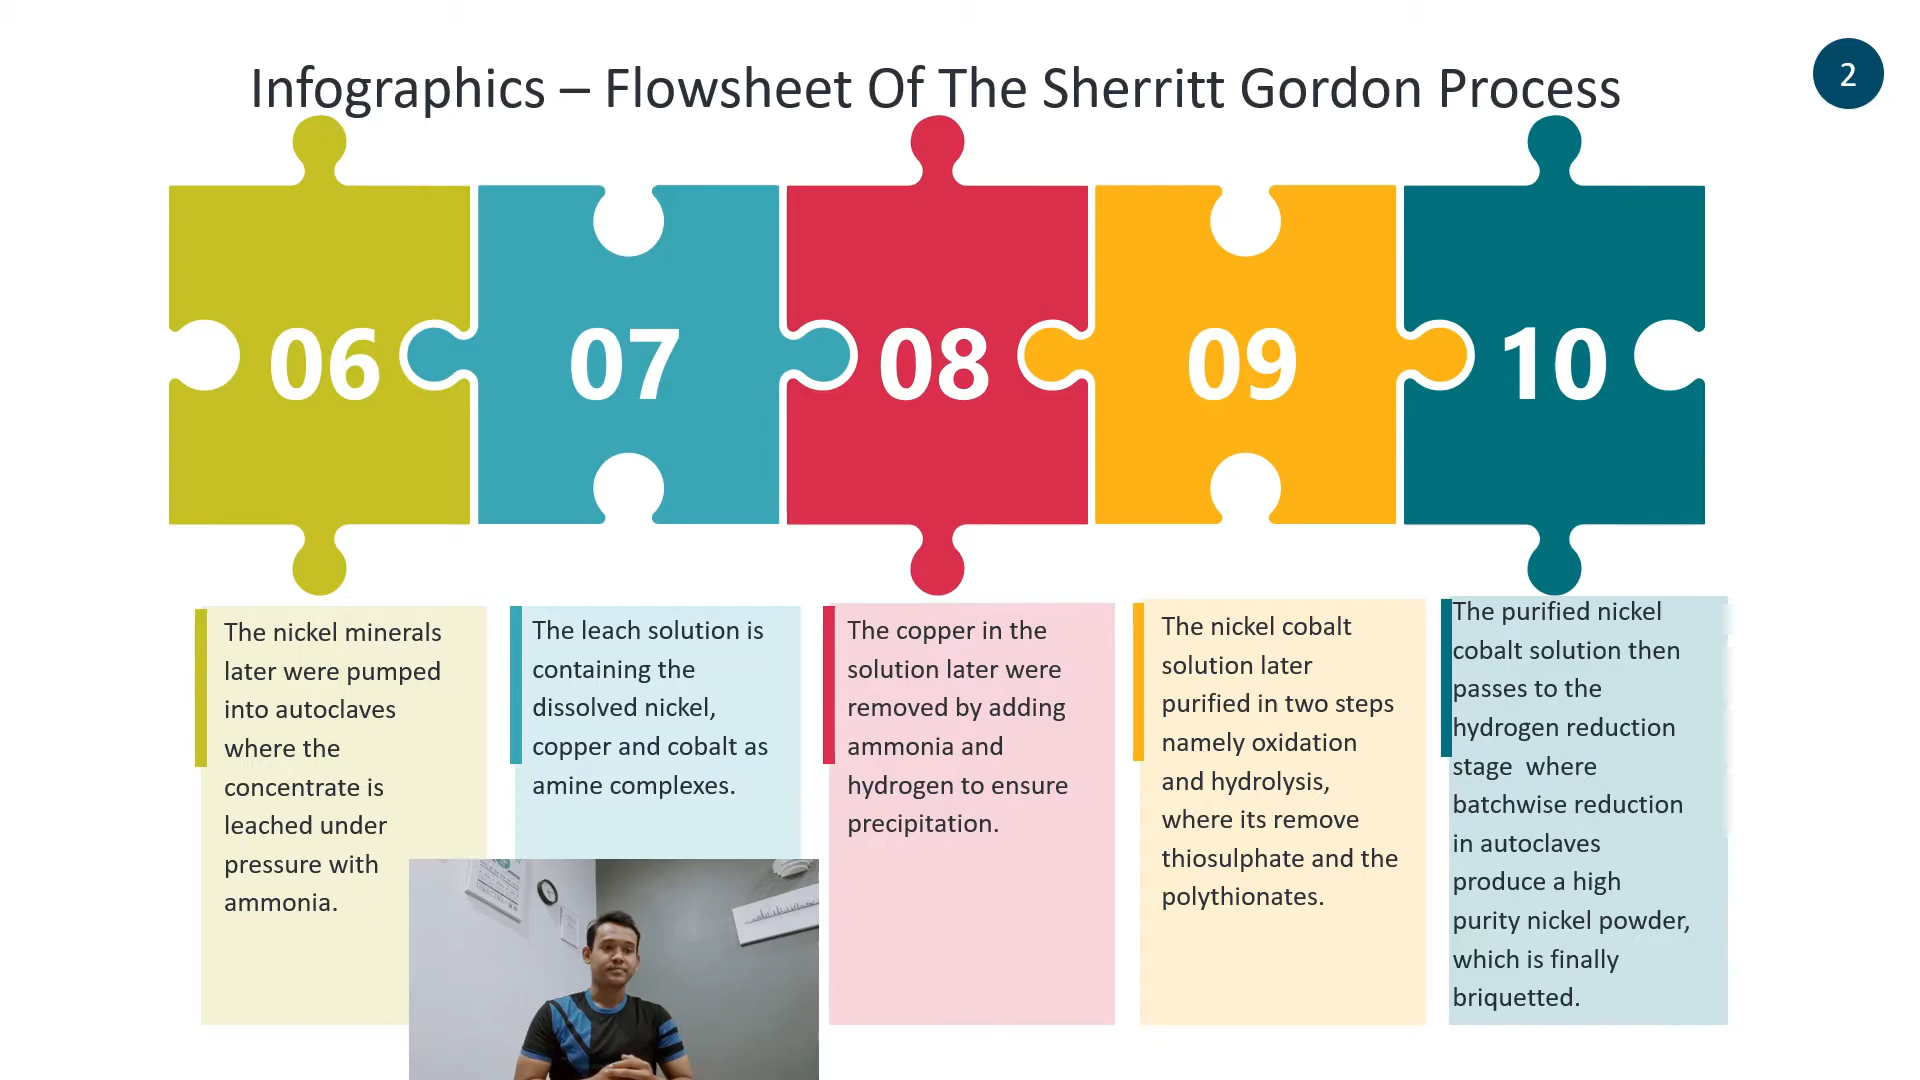 Infographics – Flowsheet Of The Sherritt Gordon Process
2
06
07
08
09
10
The nickel minerals
later were pumped
into autoclaves
where the
concentrate is
leached under
pressure with
ammonia.
The leach solution is
containing the
dissolved nickel,
copper and cobalt as
amine complexes.
The copper in the
solution later were
removed by adding
ammonia and
hydrogen to ensure
precipitation.
The nickel cobalt
solution later
purified in two steps
namely oxidation
and hydrolysis,
where its remove
thiosulphate and the
polythionates.
The purified nickel
cobalt solution then
passes to the
hydrogen reduction
stage  where
batchwise reduction
in autoclaves
produce a high
purity nickel powder,
which is finally
briquetted.